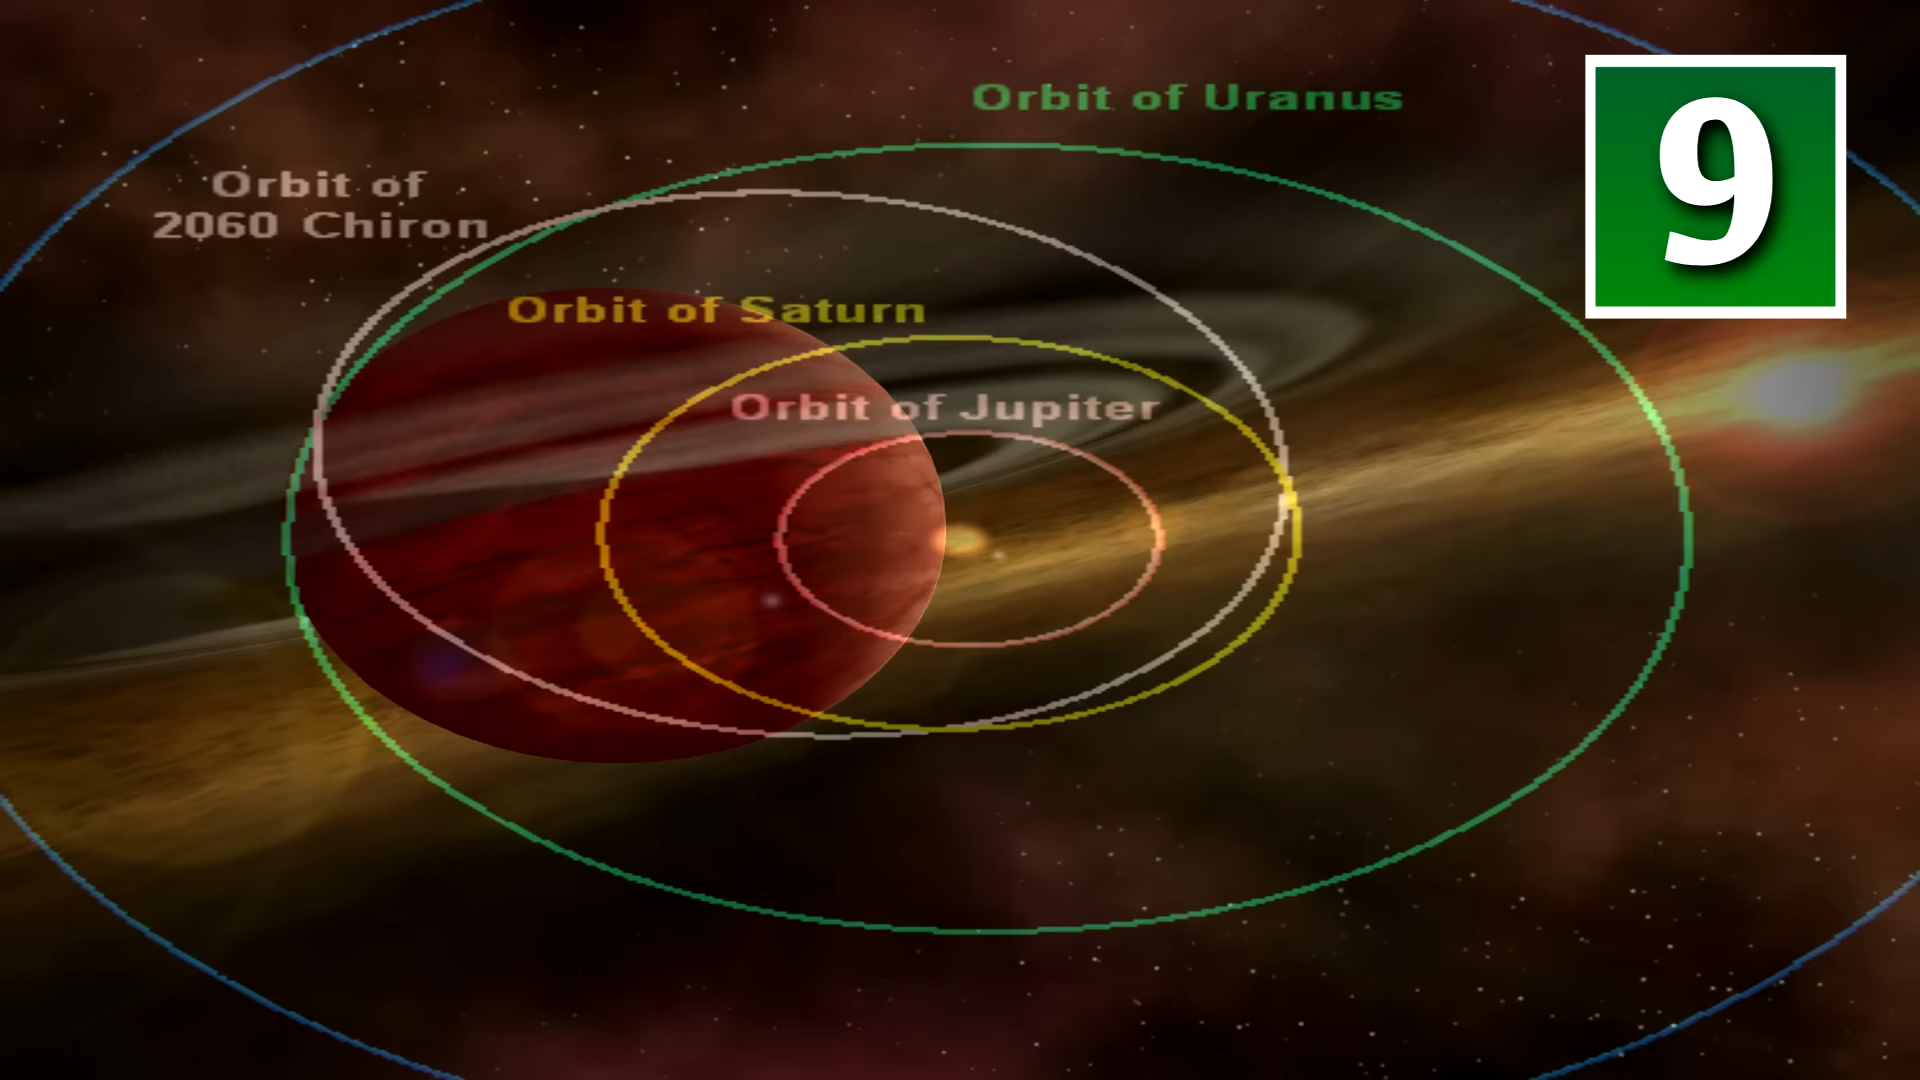 Orbit of Uranus
9
Orbit of
2060 Chiron
Orbit of Saturn
Orbit of Jupiter